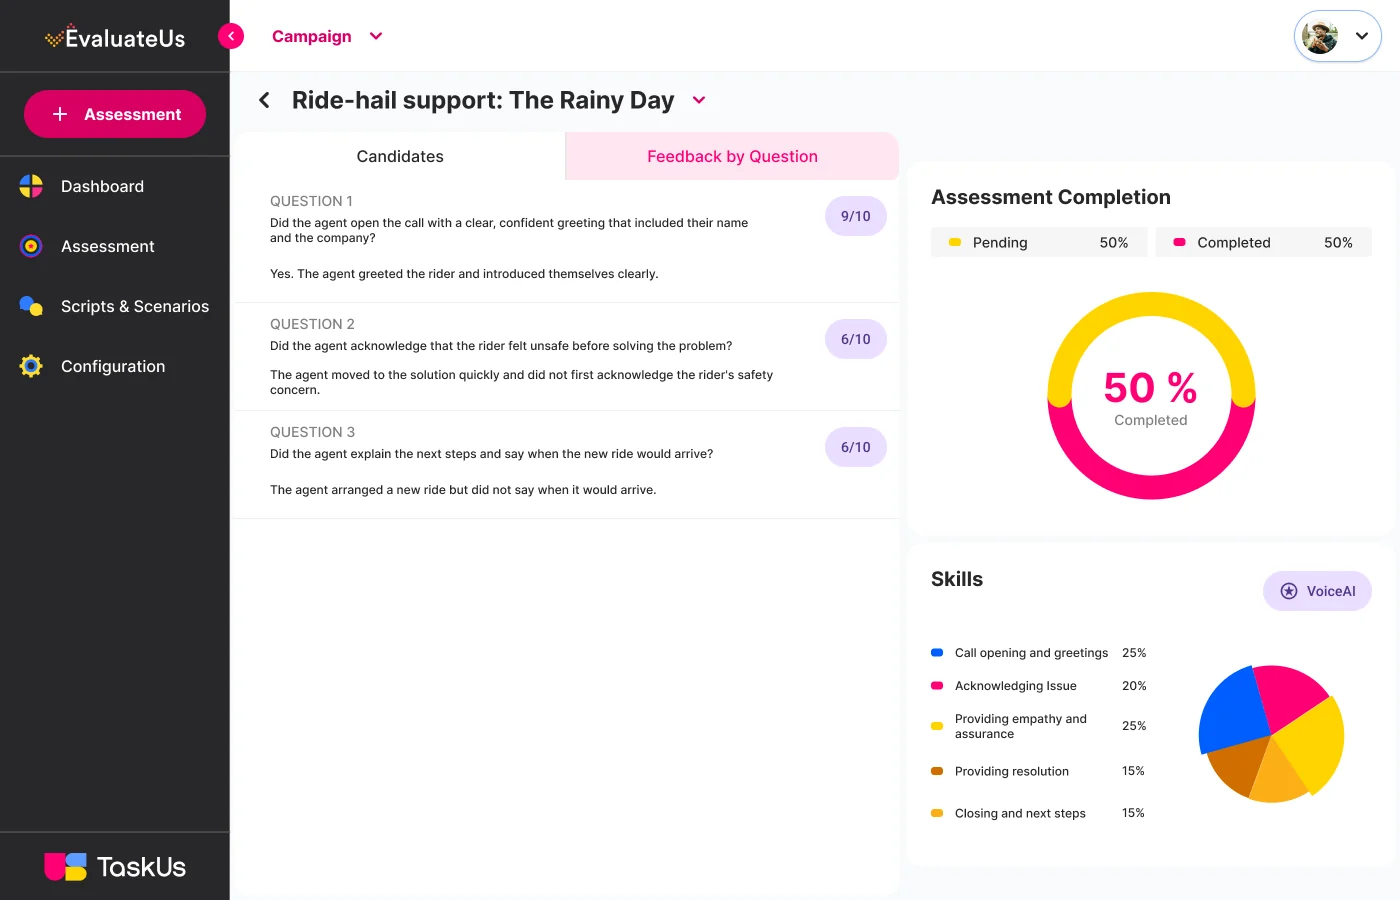 EvaluateUs
Campaign
Assessment
Dashboard
Assessment
Scripts & Scenarios
Configuration
TaskUs
Ride-hail support: The Rainy Day
Candidates
Feedback by Question
QUESTION 1
Did the agent open the call with a clear, confident greeting that included their name
and the company?
9/10
Yes. The agent greeted the rider and introduced themselves clearly.
QUESTION 2
Did the agent acknowledge that the rider felt unsafe before solving the problem?
6/10
The agent moved to the solution quickly and did not first acknowledge the rider's safety
concern.
QUESTION 3
Did the agent explain the next steps and say when the new ride would arrive?
6/10
The agent arranged a new ride but did not say when it would arrive.
Assessment Completion
Pending 50%
Completed 50%
50 %
Completed
Skills
VoiceAI
Call opening and greetings 25%
Acknowledging Issue 20%
Providing empathy and
assurance 25%
Providing resolution 15%
Closing and next steps 15%